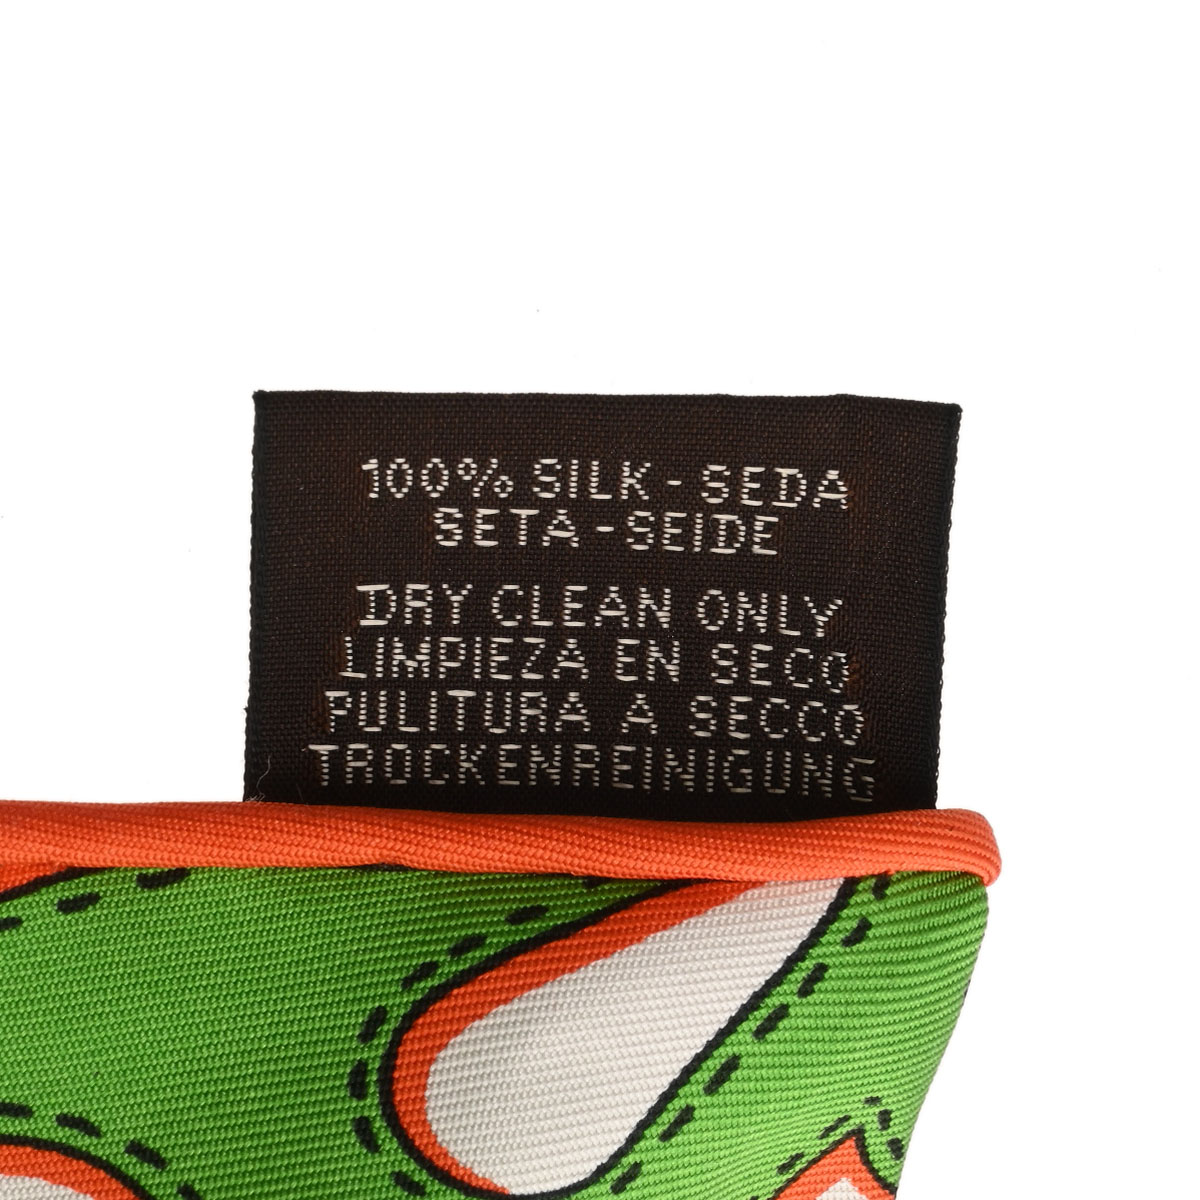 100% SILK - SEDA
SETA - SEIDE
DRY CLEAN ONLY
LIMPIEZA EN SECO
PULITURA A SECCO
TROCKENREINIGUNG